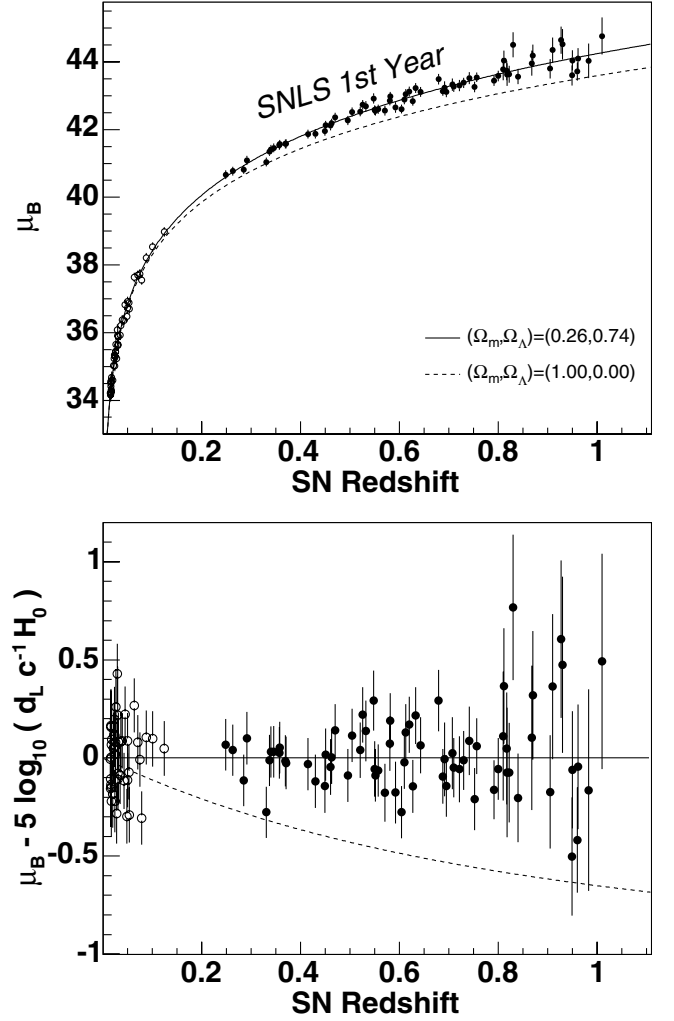 44
42
40
38
36
34
μB
SNLS 1st Year
(Ωm,ΩΛ)=(0.26,0.74)
(Ωm,ΩΛ)=(1.00,0.00)
0.2 0.4 0.6 0.8 1
SN Redshift
1
0.5
0
-0.5
-1
μB - 5 log10 ( dL c-1 H0 )
0.2 0.4 0.6 0.8 1
SN Redshift